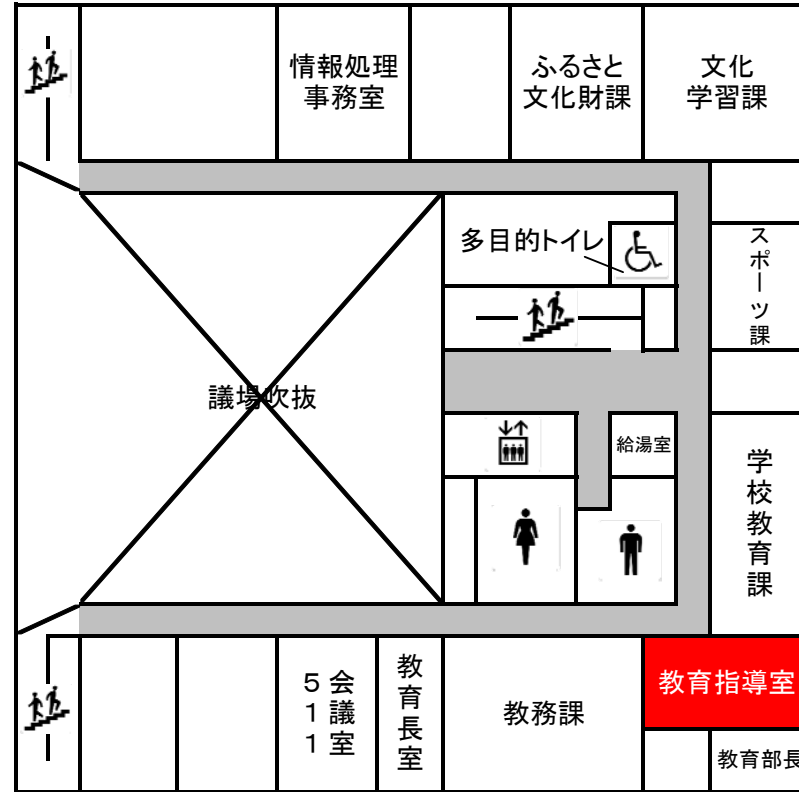 情報処理
事務室
ふるさと
文化財課
文化
学習課
多目的トイレ
スポーツ課
議場吹抜
給湯室
学校教育課
511
会議室
教育長室
教務課
教育指導室
教育部長